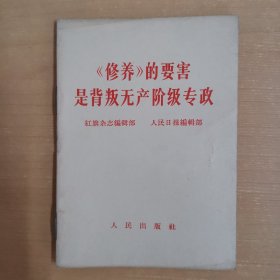 《修养》的要害
是背叛无产阶级专政
红旗杂志编辑部 人民日报编辑部
人民出版社